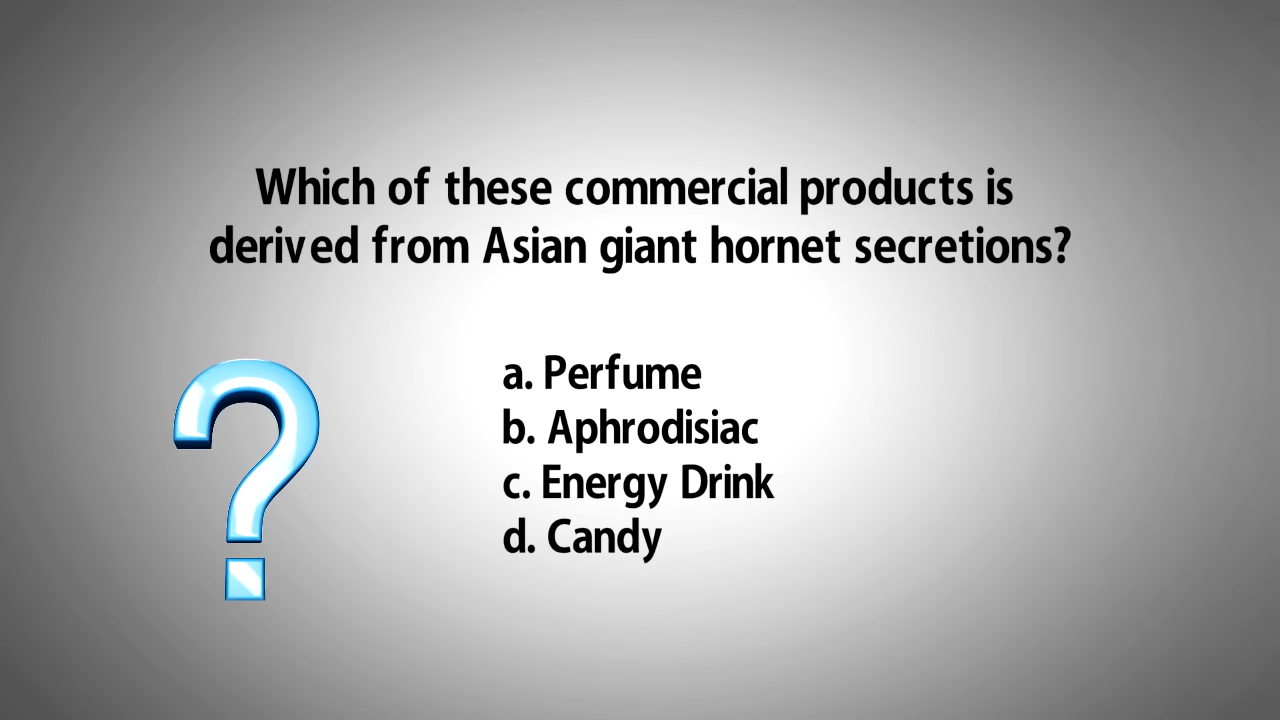 Which of these commercial products is
derived from Asian giant hornet secretions?
a. Perfume
b. Aphrodisiac
c. Energy Drink
d. Candy